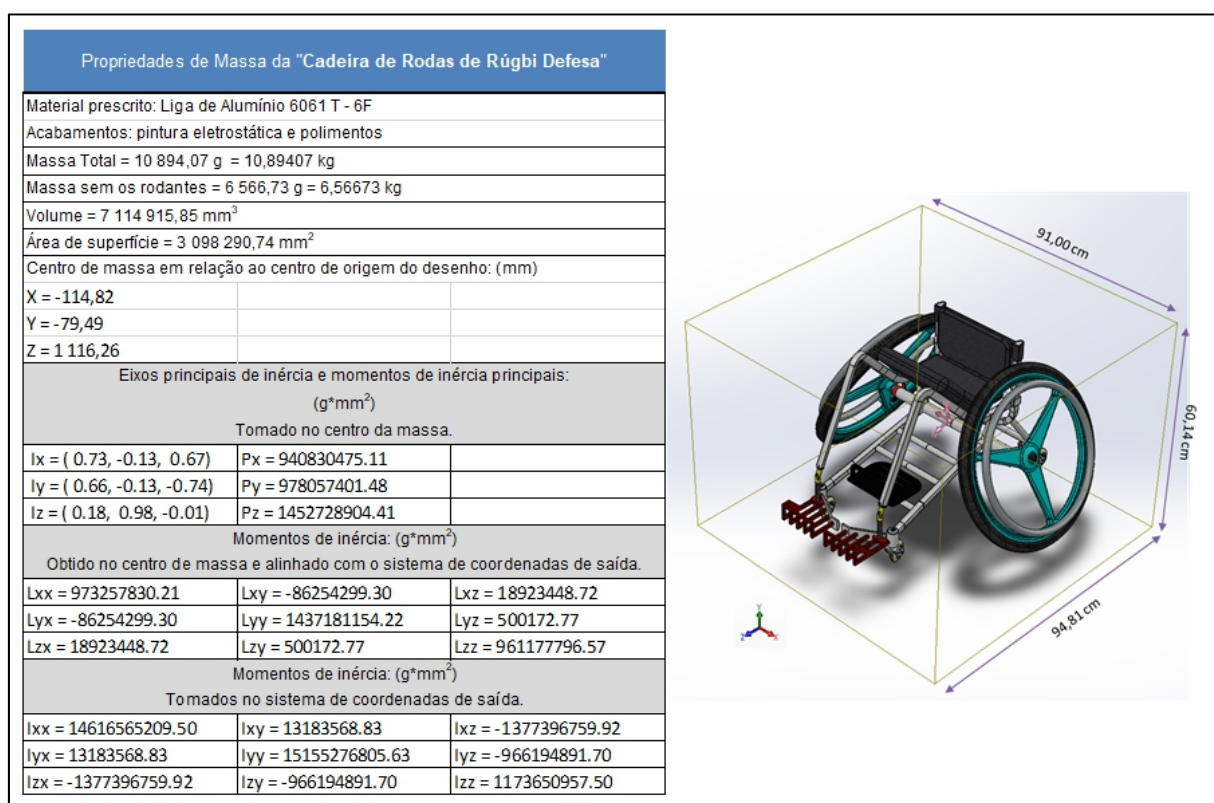 Propriedades de Massa da "Cadeira de Rodas de Rúgbi Defesa"
Material prescrito: Liga de Alumínio 6061 T - 6F
Acabamentos: pintura eletrostática e polimentos
Massa Total = 10 894,07 g = 10,89407 kg
Massa sem os rodantes = 6 566,73 g = 6,56673 kg
Volume = 7 114 915,85 mm³
Área de superfície = 3 098 290,74 mm²
Centro de massa em relação ao centro de origem do desenho: (mm)
X = -114,82
Y = -79,49
Z = 1 116,26
Eixos principais de inércia e momentos de inércia principais:
(g*mm²)
Tomado no centro da massa.
Ix = ( 0.73, -0.13, 0.67) Px = 940830475.11
Iy = ( 0.66, -0.13, -0.74) Py = 978057401.48
Iz = ( 0.18, 0.98, -0.01) Pz = 1452728904.41
Momentos de inércia: (g*mm²)
Obtido no centro de massa e alinhado com o sistema de coordenadas de saída.
Lxx = 973257830.21 Lxy = -86254299.30 Lxz = 18923448.72
Lyx = -86254299.30 Lyy = 1437181154.22 Lyz = 500172.77
Lzx = 18923448.72 Lzy = 500172.77 Lzz = 961177796.57
Momentos de inércia: (g*mm²)
Tomados no sistema de coordenadas de saída.
Ixx = 14616565209.50 Ixy = 13183568.83 Ixz = -1377396759.92
Iyx = 13183568.83 Iyy = 15155276805.63 Iyz = -966194891.70
Izx = -1377396759.92 Izy = -966194891.70 Izz = 1173650957.50
91,00 cm
60,14 cm
94,81 cm
Y
Z
X